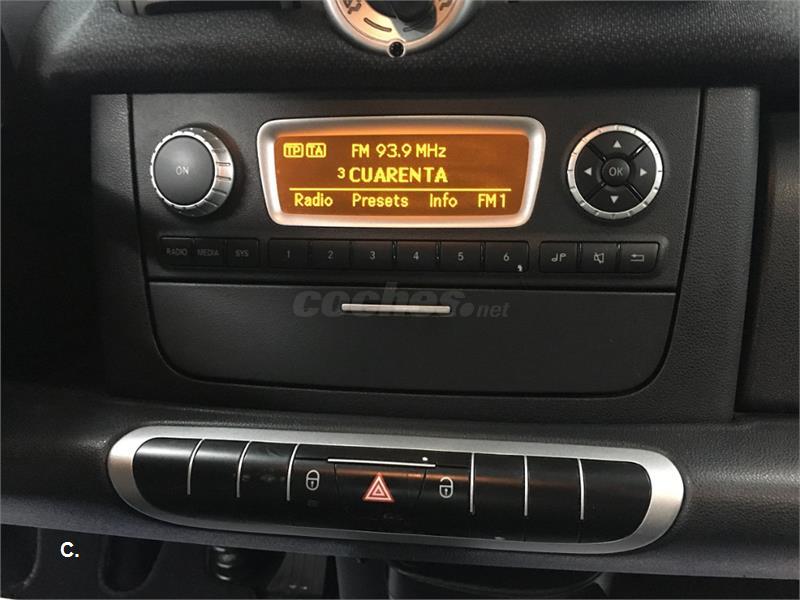 TP TA FM 93.9 MHz
3 CUARENTA
Radio Presets Info FM1
ON
OK
RADIO MEDIA SYS 1 2 3 4 5 6
coches.net
C.